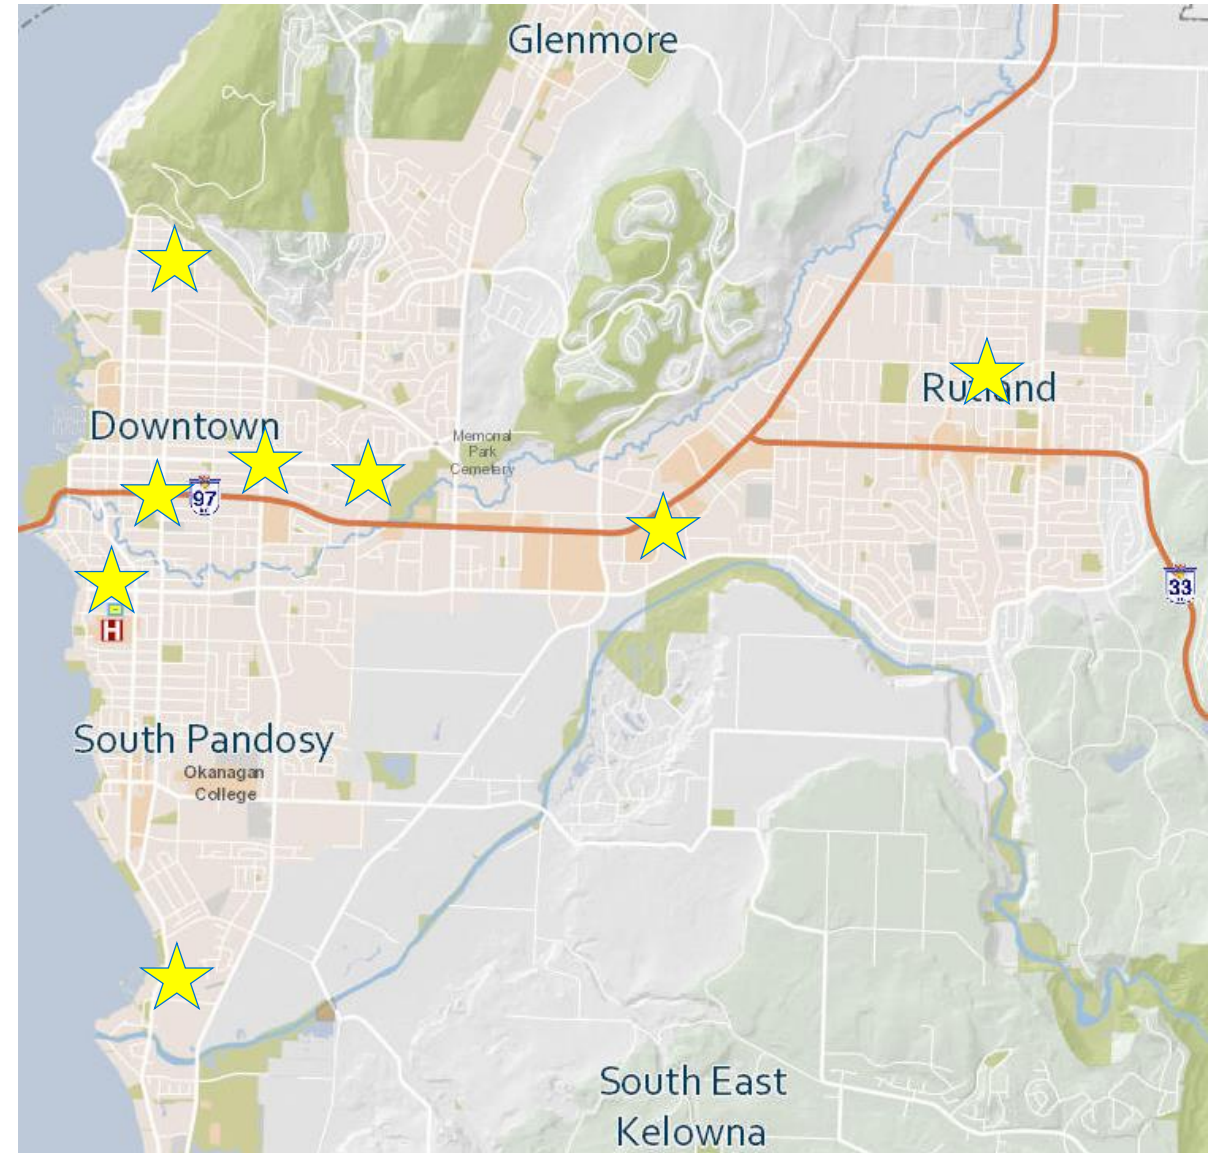 Glenmore
Rutland
Downtown
Memorial
Park
Cemetery
97
33
H
South Pandosy
Okanagan
College
South East
Kelowna